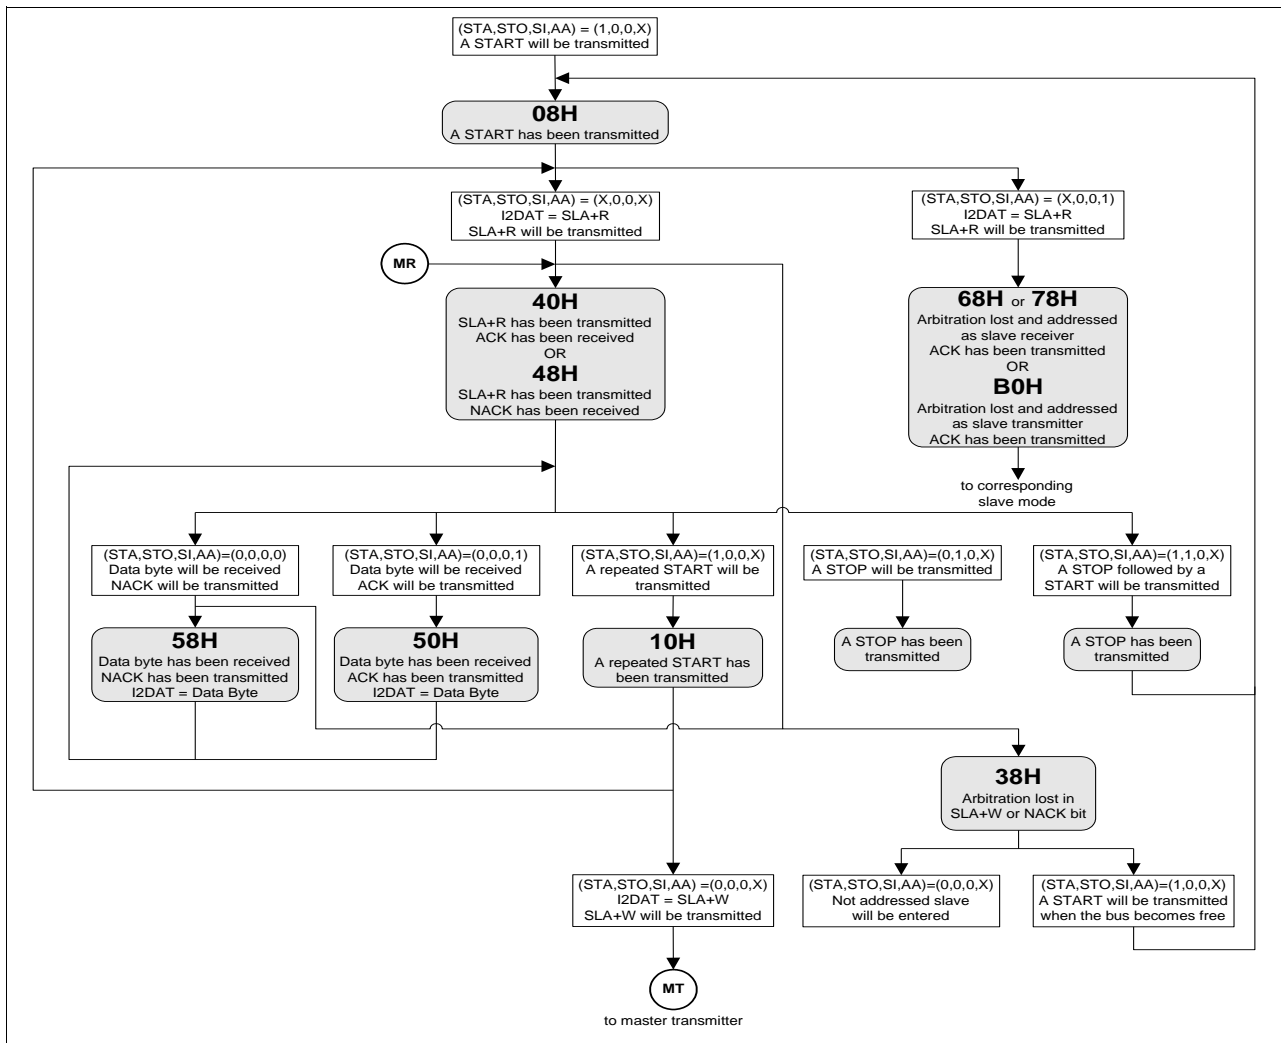 (STA,STO,SI,AA) = (1,0,0,X)
A START will be transmitted
08H
A START has been transmitted
(STA,STO,SI,AA) = (X,0,0,X)
I2DAT = SLA+R
SLA+R will be transmitted
(STA,STO,SI,AA) = (X,0,0,1)
I2DAT = SLA+R
SLA+R will be transmitted
MR
40H
SLA+R has been transmitted
ACK has been received
OR
48H
SLA+R has been transmitted
NACK has been received
68H or 78H
Arbitration lost and addressed
as slave receiver
ACK has been transmitted
OR
B0H
Arbitration lost and addressed
as slave transmitter
ACK has been transmitted
to corresponding
slave mode
(STA,STO,SI,AA)=(0,0,0,0)
Data byte will be received
NACK will be transmitted
(STA,STO,SI,AA)=(0,0,0,1)
Data byte will be received
ACK will be transmitted
(STA,STO,SI,AA)=(1,0,0,X)
A repeated START will be
transmitted
(STA,STO,SI,AA)=(0,1,0,X)
A STOP will be transmitted
(STA,STO,SI,AA)=(1,1,0,X)
A STOP followed by a
START will be transmitted
58H
Data byte has been received
NACK has been transmitted
I2DAT = Data Byte
50H
Data byte has been received
ACK has been transmitted
I2DAT = Data Byte
10H
A repeated START has
been transmitted
A STOP has been
transmitted
A STOP has been
transmitted
38H
Arbitration lost in
SLA+W or NACK bit
(STA,STO,SI,AA) =(0,0,0,X)
I2DAT = SLA+W
SLA+W will be transmitted
(STA,STO,SI,AA)=(0,0,0,X)
Not addressed slave
will be entered
(STA,STO,SI,AA)=(1,0,0,X)
A START will be transmitted
when the bus becomes free
MT
to master transmitter